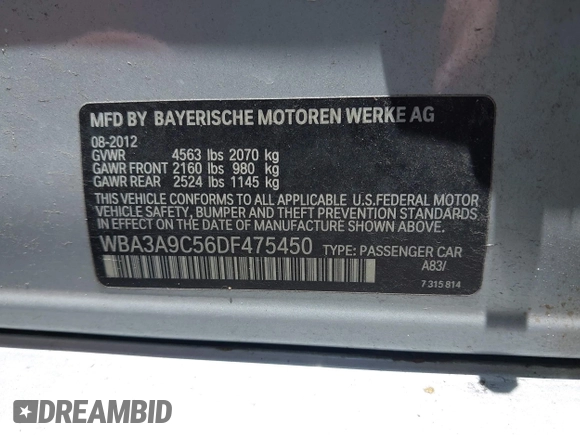 MFD BY BAYERISCHE MOTOREN WERKE AG
08-2012
GVWR 4563 lbs 2070 kg
GAWR FRONT 2160 lbs 980 kg
GAWR REAR 2524 lbs 1145 kg
THIS VEHICLE CONFORMS TO ALL APPLICABLE U.S.FEDERAL MOTOR
VEHICLE SAFETY, BUMPER AND THEFT PREVENTION STANDARDS
IN EFFECT ON THE DATE OF MANUFACTURE SHOWN ABOVE.
WBA3A9C56DF475450 TYPE: PASSENGER CAR
A83/
7 315 814
DREAMBID